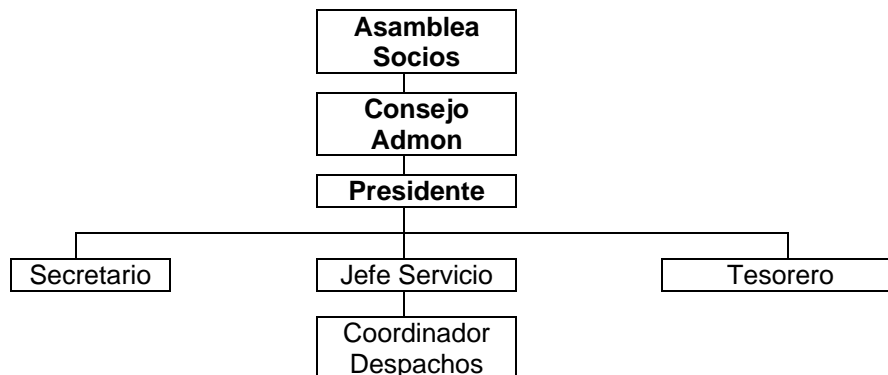 Asamblea
Socios
Consejo
Admon
Presidente
Secretario
Jefe Servicio
Tesorero
Coordinador
Despachos